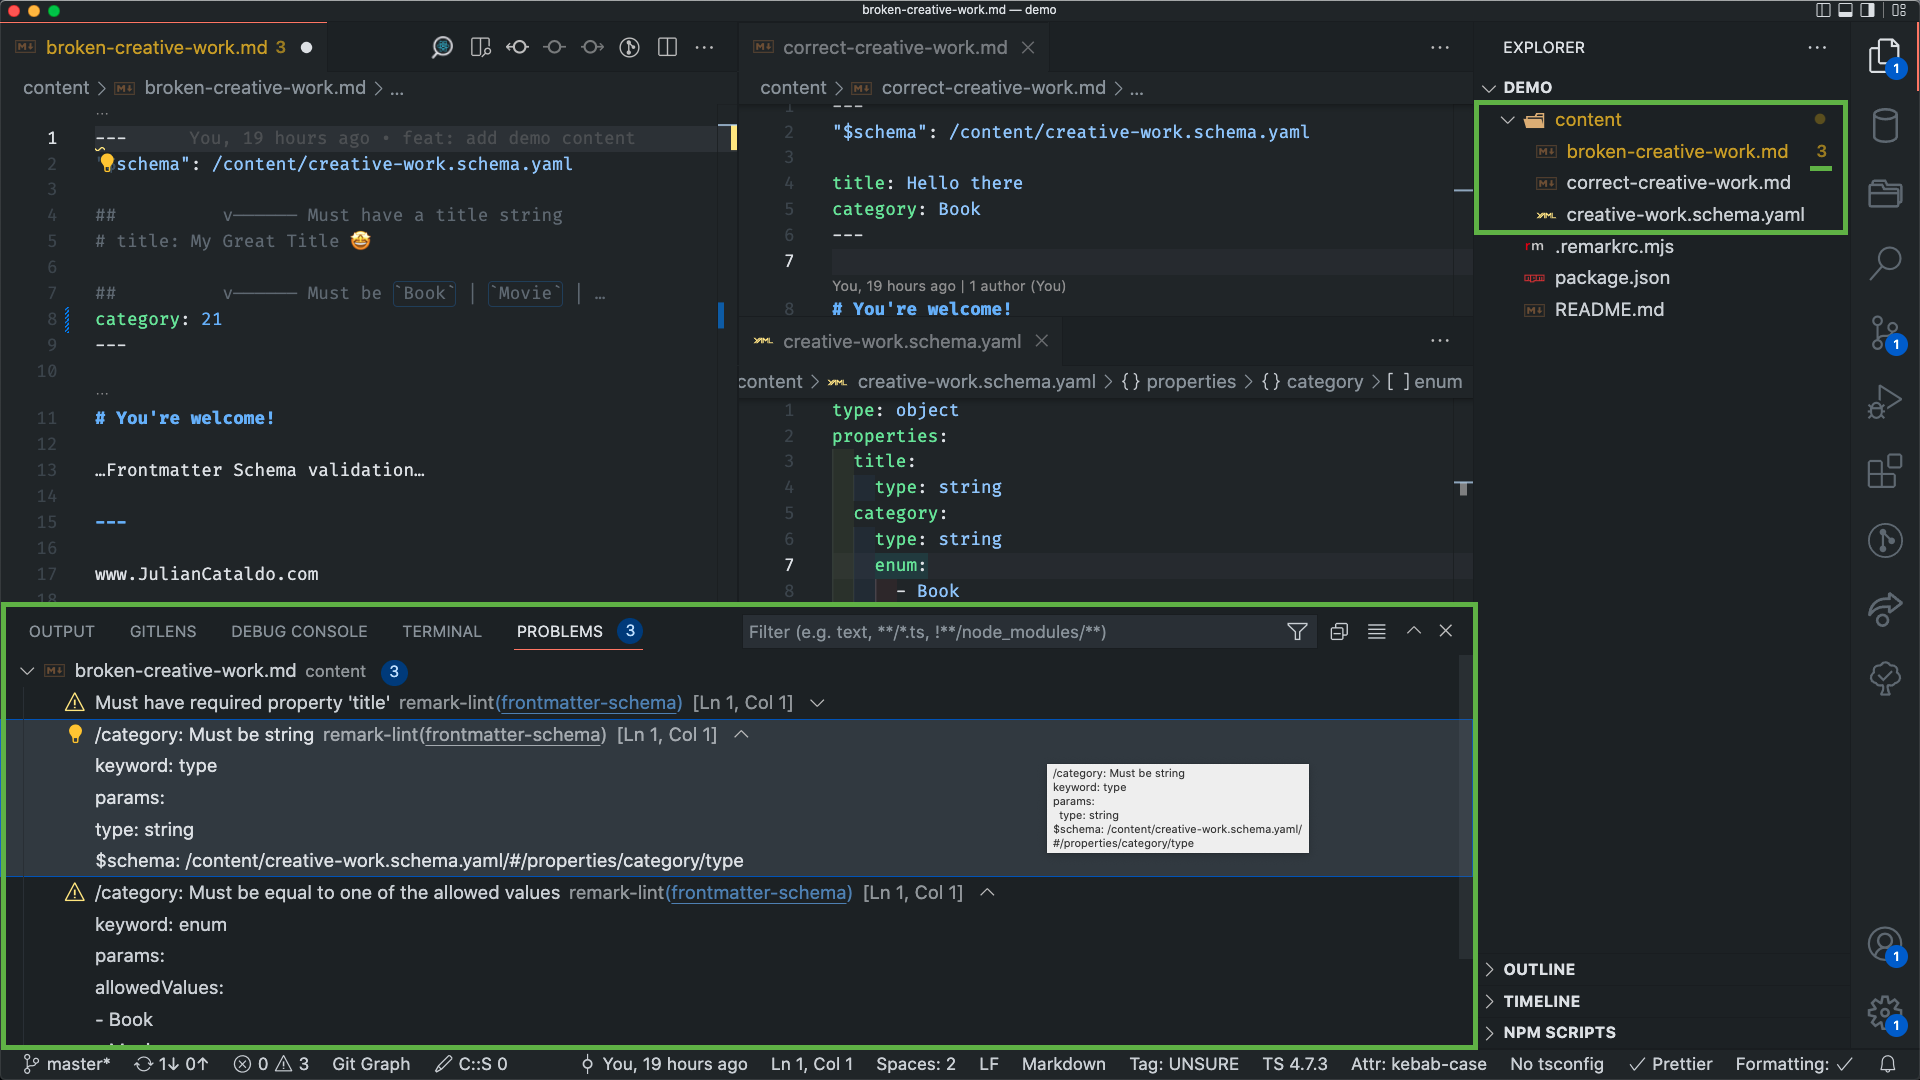 broken-creative-work.md — demo
broken-creative-work.md 3
content > broken-creative-work.md > ...
...
1 --- You, 19 hours ago • feat: add demo content
2 "$schema": /content/creative-work.schema.yaml
3
4 ## v—————— Must have a title string
5 # title: My Great Title 🤩
6
7 ## v—————— Must be `Book` | `Movie` | …
8 category: 21
9 ---
10
...
11 # You're welcome!
12
13 …Frontmatter Schema validation…
14
15 ---
16
17 www.JulianCataldo.com
18
correct-creative-work.md
content > correct-creative-work.md > ...
1 ---
2 "$schema": /content/creative-work.schema.yaml
3
4 title: Hello there
5 category: Book
6 ---
7
You, 19 hours ago | 1 author (You)
8 # You're welcome!
creative-work.schema.yaml
content > creative-work.schema.yaml > {} properties > {} category > [ ] enum
1 type: object
2 properties:
3 title:
4 type: string
5 category:
6 type: string
7 enum:
8 - Book
EXPLORER
DEMO
content
broken-creative-work.md 3
correct-creative-work.md
creative-work.schema.yaml
.remarkrc.mjs
package.json
README.md
OUTLINE
TIMELINE
NPM SCRIPTS
1
1
1
1
OUTPUT GITLENS DEBUG CONSOLE TERMINAL PROBLEMS 3 Filter (e.g. text, **/*.ts, !**/node_modules/**)
broken-creative-work.md content 3
Must have required property 'title' remark-lint(frontmatter-schema) [Ln 1, Col 1]
/category: Must be string remark-lint(frontmatter-schema) [Ln 1, Col 1]
keyword: type
params:
type: string
$schema: /content/creative-work.schema.yaml/#/properties/category/type
/category: Must be string
keyword: type
params:
type: string
$schema: /content/creative-work.schema.yaml/
#/properties/category/type
/category: Must be equal to one of the allowed values remark-lint(frontmatter-schema) [Ln 1, Col 1]
keyword: enum
params:
allowedValues:
- Book
master* 1↓ 0↑ 0 3 Git Graph C::S 0 You, 19 hours ago Ln 1, Col 1 Spaces: 2 LF Markdown Tag: UNSURE TS 4.7.3 Attr: kebab-case No tsconfig Prettier Formatting: ✓